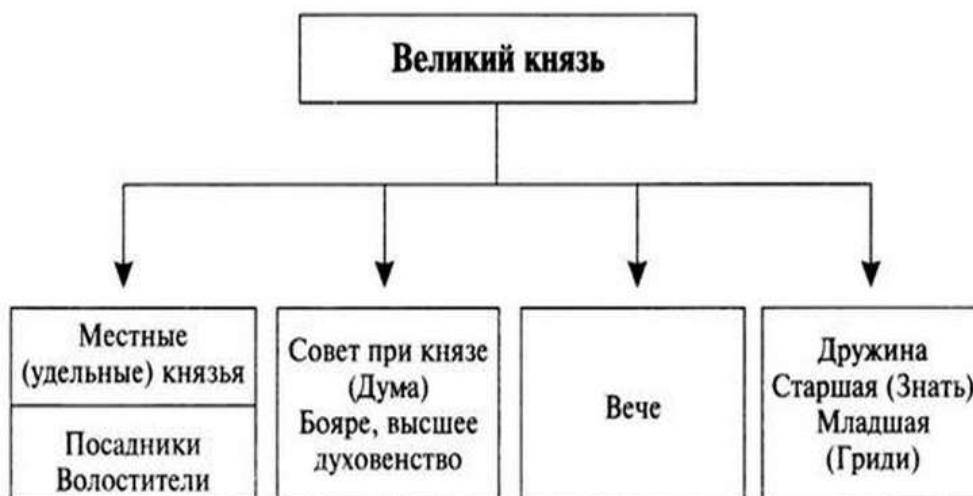 Великий князь
Местные
(удельные) князья
Посадники
Волостители
Совет при князе
(Дума)
Бояре, высшее
духовенство
Вече
Дружина
Старшая (Знать)
Младшая
(Гриди)